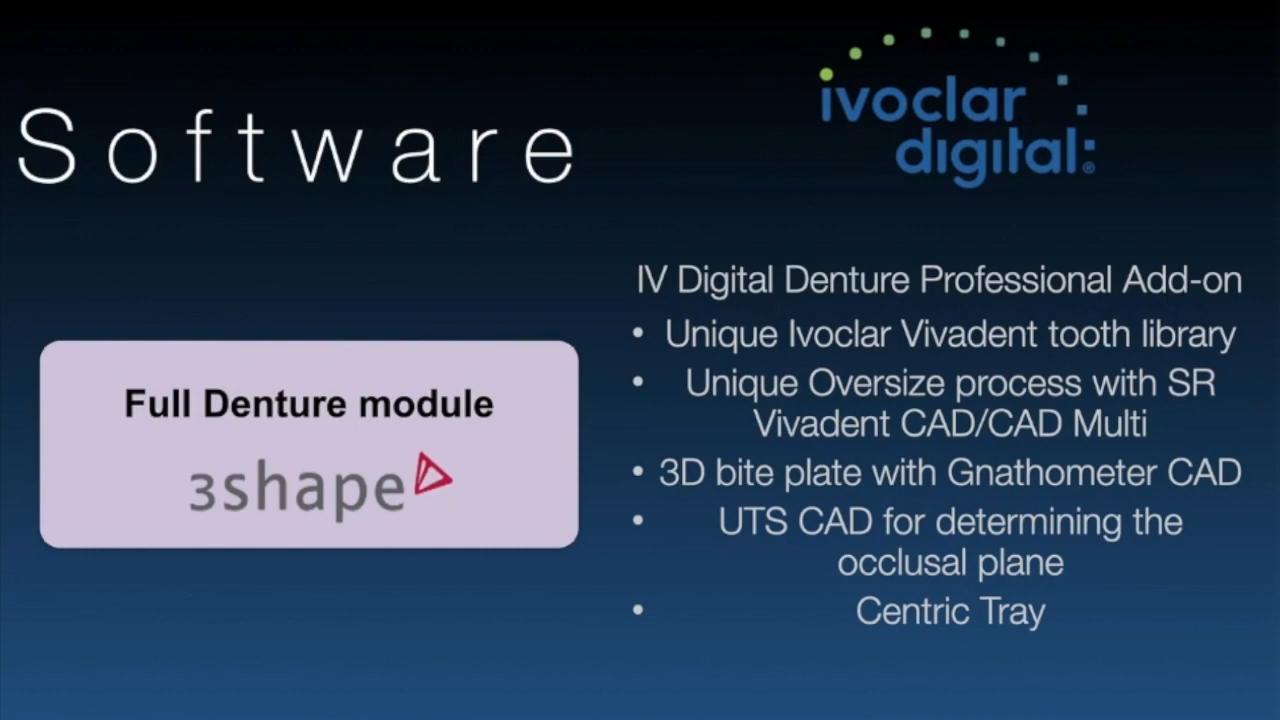 Software
ivoclar
digital:®
Full Denture module
3shape
IV Digital Denture Professional Add-on
• Unique Ivoclar Vivadent tooth library
• Unique Oversize process with SR
Vivadent CAD/CAD Multi
• 3D bite plate with Gnathometer CAD
• UTS CAD for determining the
occlusal plane
• Centric Tray